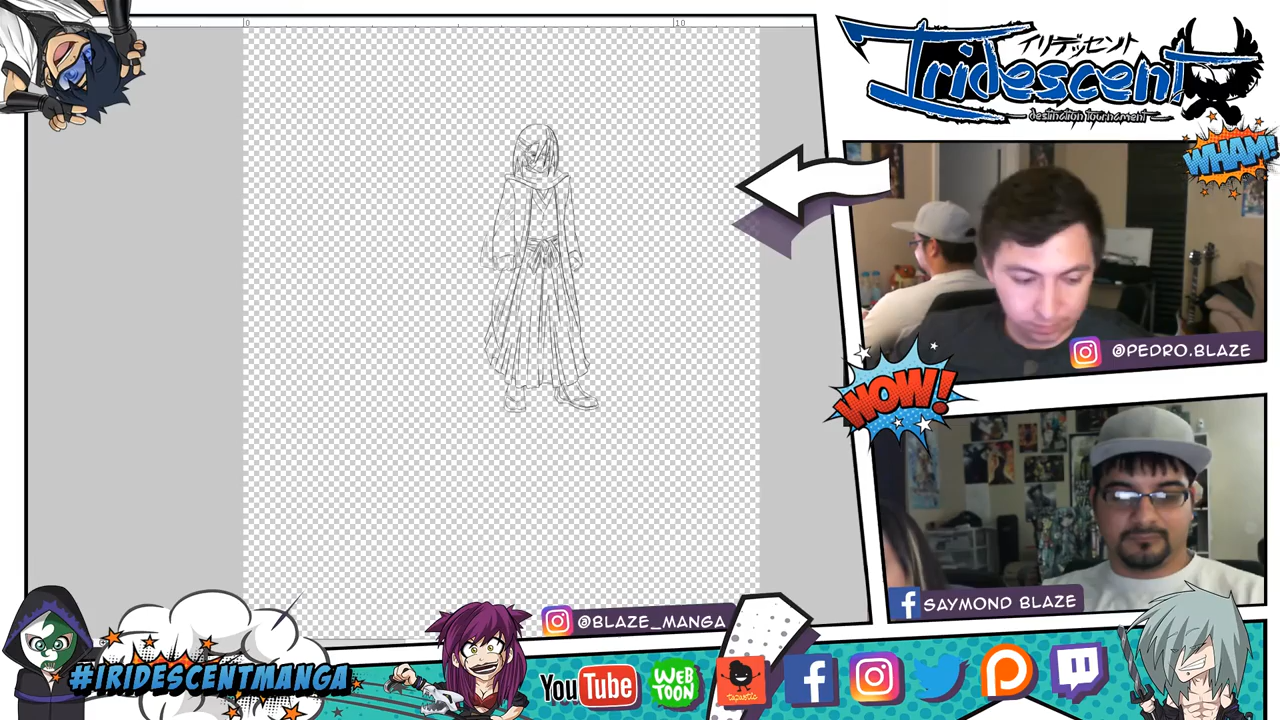 0
10
イリデッセント
Iridescent
destination tournament
WHAM!
@PEDRO.BLAZE
WOW!
SAYMOND BLAZE
@BLAZE_MANGA
#IRIDESCENTMANGA
YouTube
WEB
TOON
tapastic